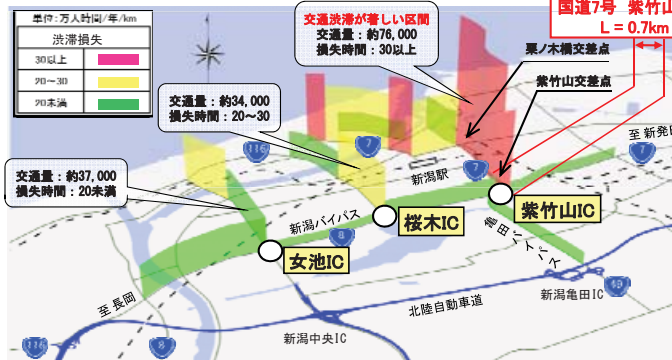 単位:万人時間/年/km
渋滞損失
30以上
20~30
20未満
交通渋滞が著しい区間
交通量:約76,000
損失時間:30以上
国道7号 紫竹山
L=0.7km
栗ノ木橋交差点
紫竹山交差点
交通量:約34,000
損失時間:20~30
交通量:約37,000
損失時間:20未満
至新発田
116
7
7
7
新潟駅
新潟バイパス
8
女池IC
桜木IC
紫竹山IC
亀田バイパス
至長岡
北陸自動車道
新潟亀田IC
49
新潟中央IC
116
8